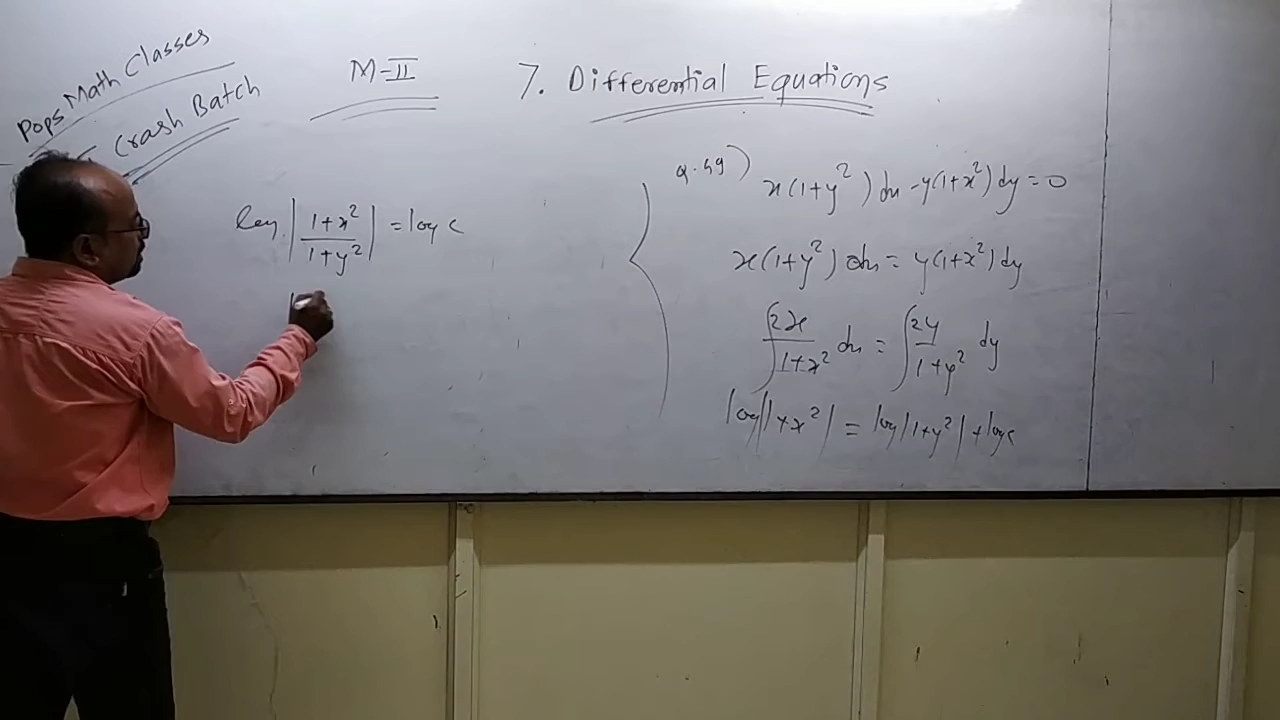 Pops Math Classes
Crash Batch
M-II
7. Differential Equations
Q.49) x(1+y²)dx - y(1+x²)dy = 0
x(1+y²)dx = y(1+x²)dy
∫ 2x/1+x² dx = ∫ 2y/1+y² dy
log|1+x²| = log|1+y²| + log c
log |1+x²/1+y²| = log c